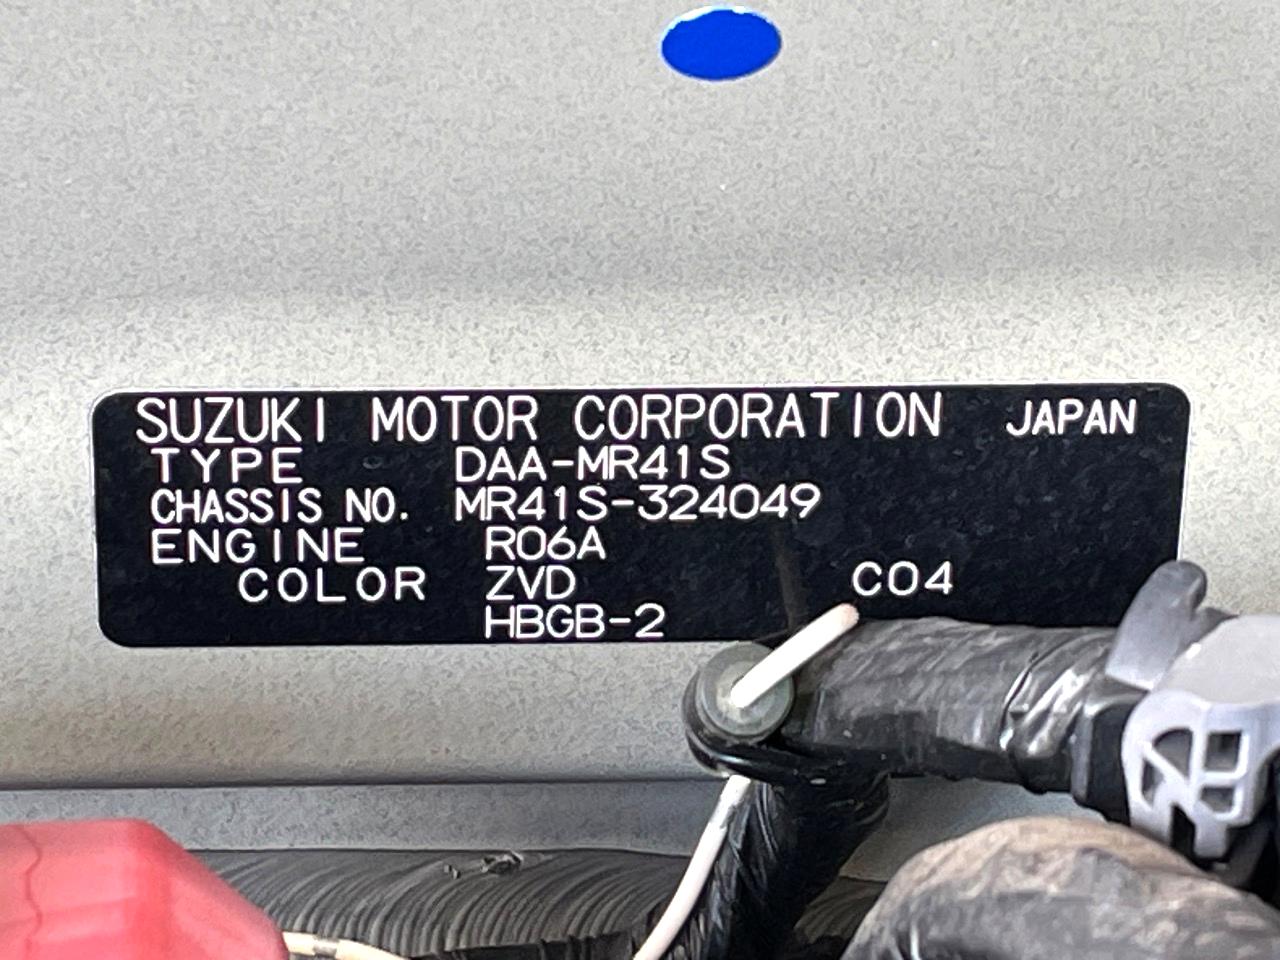 SUZUKI MOTOR CORPORATION JAPAN
TYPE DAA-MR41S
CHASSIS NO. MR41S-324049
ENGINE R06A
COLOR ZVD C04
HBGB-2